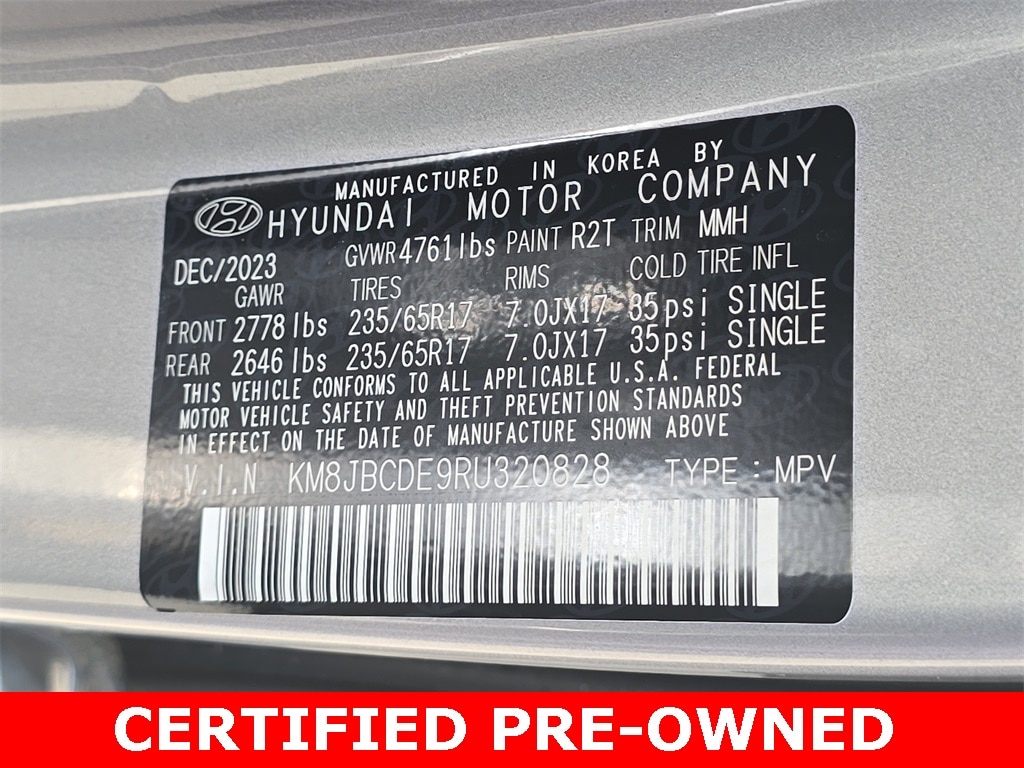 MANUFACTURED IN KOREA BY
HYUNDAI MOTOR COMPANY
DEC/2023 GVWR 4761lbs PAINT R2T TRIM MMH
GAWR TIRES RIMS COLD TIRE INFL
FRONT 2778 lbs 235/65R17 7.0JX17 35psi SINGLE
REAR 2646 lbs 235/65R17 7.0JX17 35psi SINGLE
THIS VEHICLE CONFORMS TO ALL APPLICABLE U.S.A. FEDERAL
MOTOR VEHICLE SAFETY AND THEFT PREVENTION STANDARDS
IN EFFECT ON THE DATE OF MANUFACTURE SHOWN ABOVE
V.I.N KM8JBCDE9RU320828 TYPE : MPV
CERTIFIED PRE-OWNED